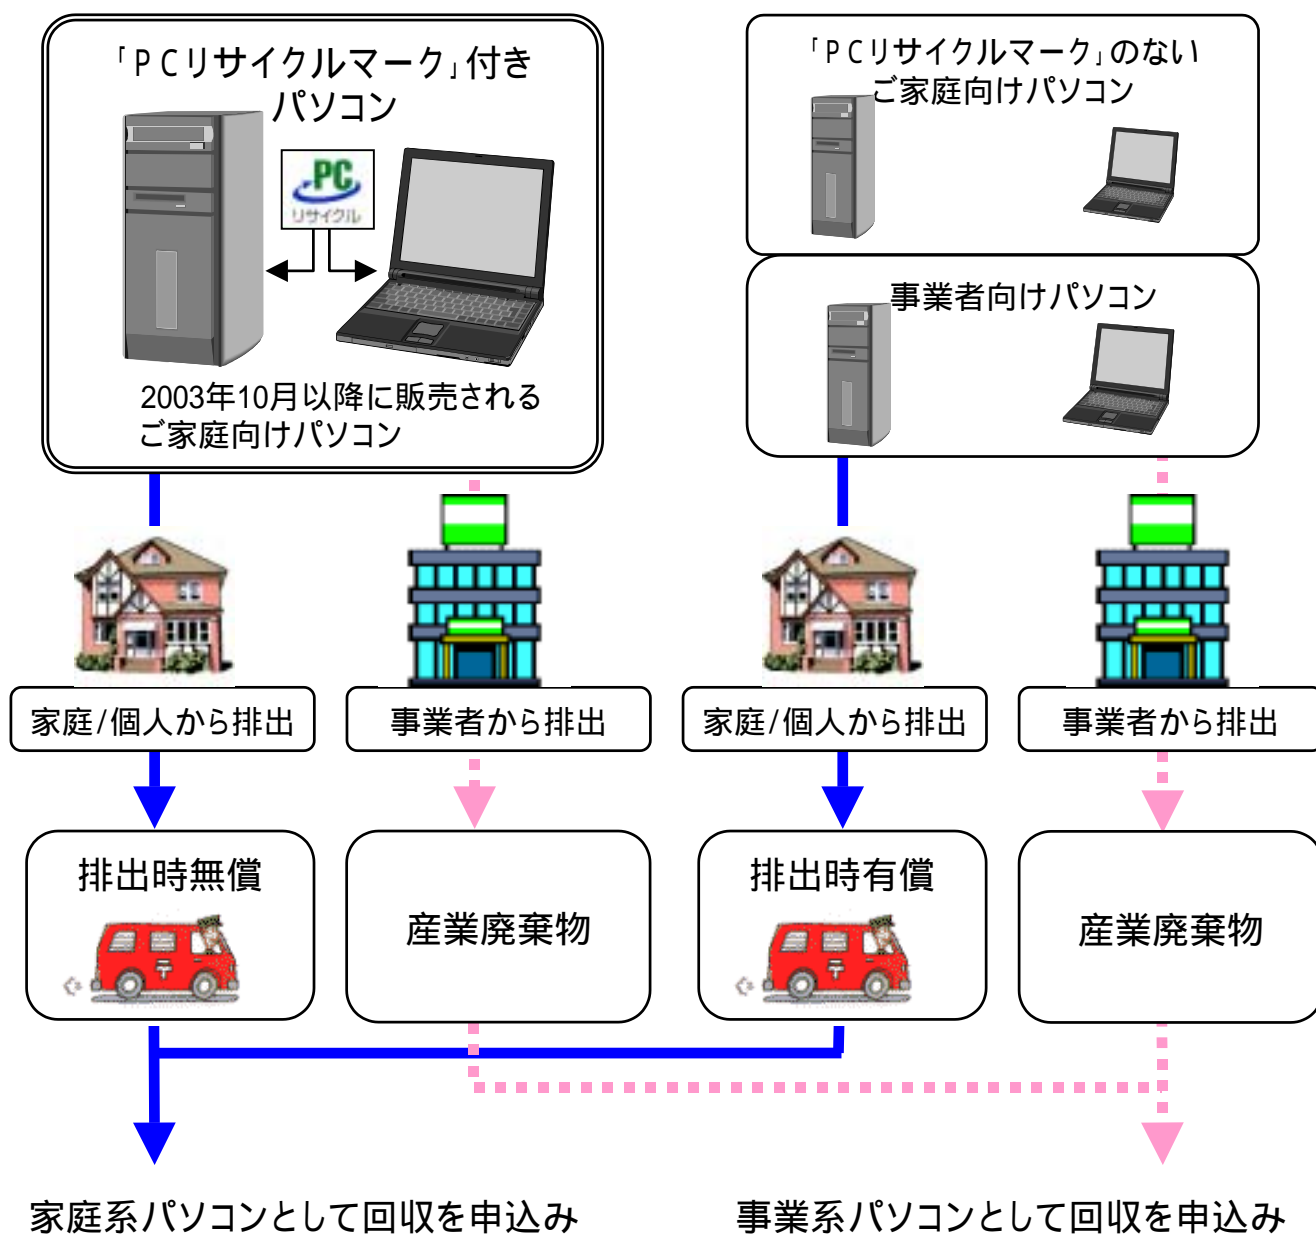 「PCリサイクルマーク」付き
パソコン
PC
リサイクル
2003年10月以降に販売される
ご家庭向けパソコン
「PCリサイクルマーク」のない
ご家庭向けパソコン
事業者向けパソコン
家庭/個人から排出
事業者から排出
家庭/個人から排出
事業者から排出
排出時無償
〒
産業廃棄物
排出時有償
〒
産業廃棄物
家庭系パソコンとして回収を申込み
事業系パソコンとして回収を申込み